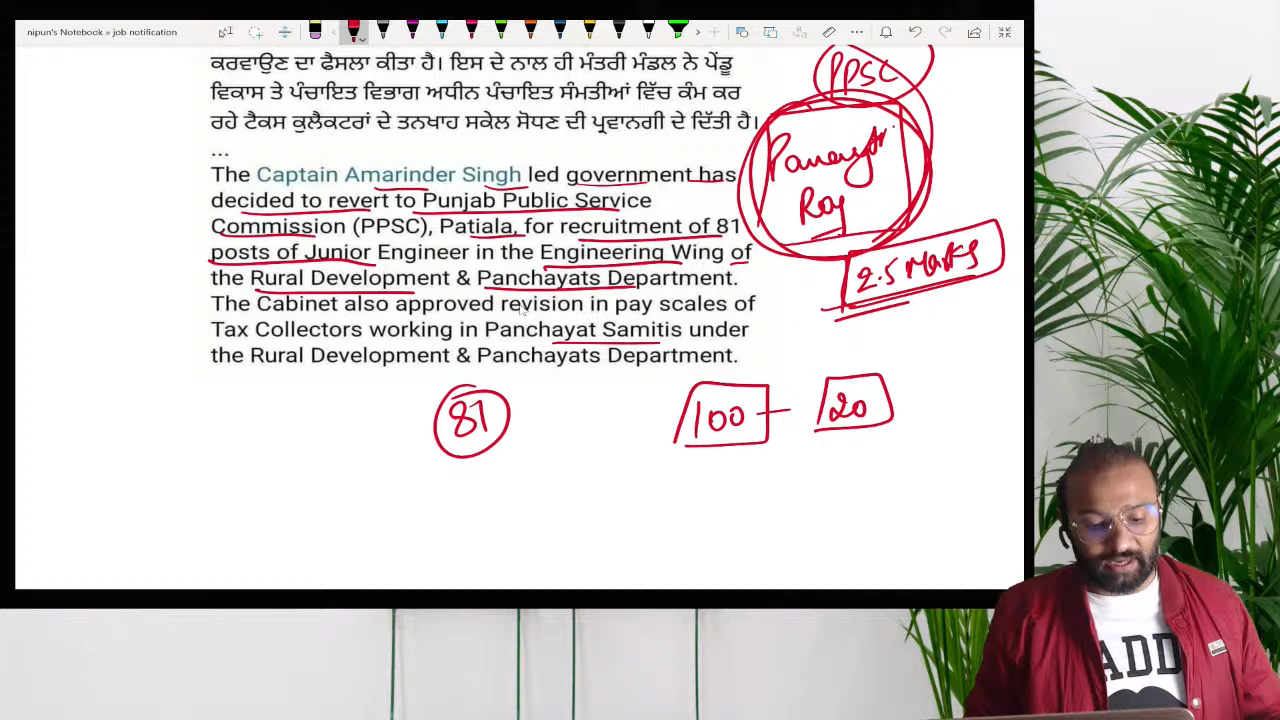 nipun's Notebook » job notification
ਕਰਵਾਉਣ ਦਾ ਫੈਸਲਾ ਕੀਤਾ ਹੈ। ਇਸ ਦੇ ਨਾਲ ਹੀ ਮੰਤਰੀ ਮੰਡਲ ਨੇ ਪੇਂਡੂ
ਵਿਕਾਸ ਤੇ ਪੰਚਾਇਤ ਵਿਭਾਗ ਅਧੀਨ ਪੰਚਾਇਤ ਸੰਮਤੀਆਂ ਵਿੱਚ ਕੰਮ ਕਰ
ਰਹੇ ਟੈਕਸ ਕੁਲੈਕਟਰਾਂ ਦੇ ਤਨਖਾਹ ਸਕੇਲ ਸੋਧਣ ਦੀ ਪ੍ਰਵਾਨਗੀ ਦੇ ਦਿੱਤੀ ਹੈ।
...
The Captain Amarinder Singh led government has
decided to revert to Punjab Public Service
Commission (PPSC), Patiala, for recruitment of 81
posts of Junior Engineer in the Engineering Wing of
the Rural Development & Panchayats Department.
The Cabinet also approved revision in pay scales of
Tax Collectors working in Panchayat Samitis under
the Rural Development & Panchayats Department.
PPSC
Raj
2.5 Marks
81
100 - 20
ADD